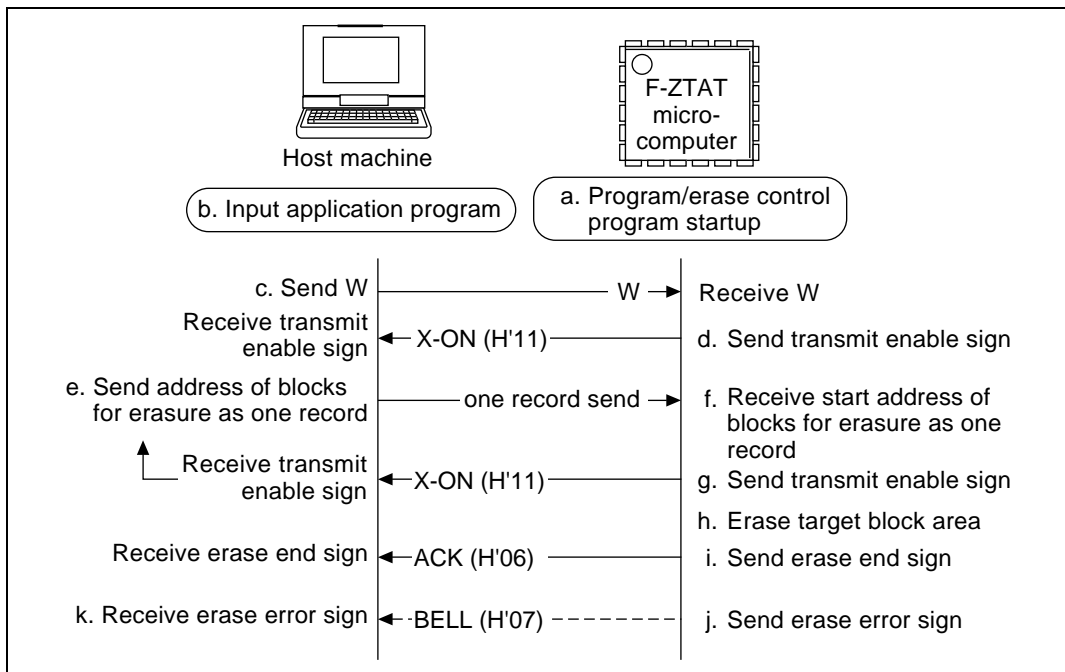 F-ZTAT
micro-
computer
Host machine
b. Input application program
a. Program/erase control
program startup
c. Send W
W
Receive W
Receive transmit
enable sign
X-ON (H'11)
d. Send transmit enable sign
e. Send address of blocks
for erasure as one record
one record send
f. Receive start address of
blocks for erasure as one
record
Receive transmit
enable sign
X-ON (H'11)
g. Send transmit enable sign
h. Erase target block area
Receive erase end sign
ACK (H'06)
i. Send erase end sign
k. Receive erase error sign
BELL (H'07)
j. Send erase error sign